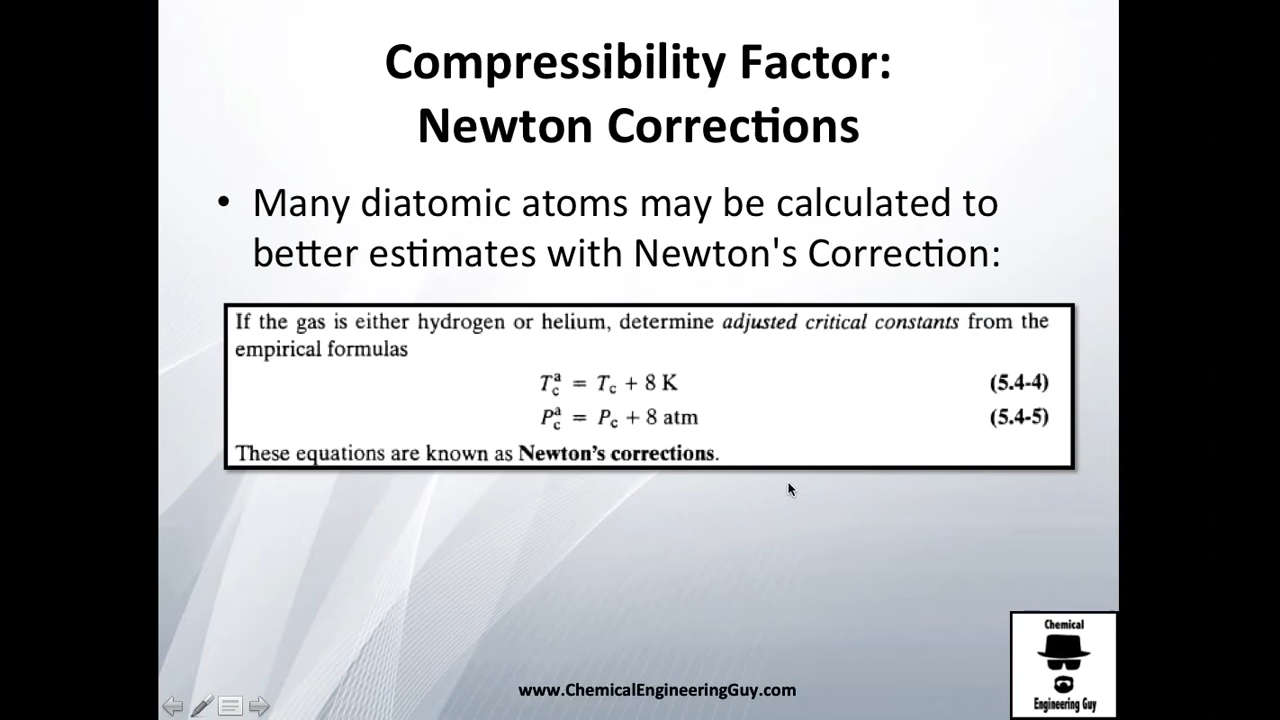 Compressibility Factor:
Newton Corrections
• Many diatomic atoms may be calculated to
better estimates with Newton's Correction:
If the gas is either hydrogen or helium, determine adjusted critical constants from the
empirical formulas
Tᵃc = Tc + 8 K (5.4-4)
Pᵃc = Pc + 8 atm (5.4-5)
These equations are known as Newton's corrections.
Chemical
Engineering Guy
www.ChemicalEngineeringGuy.com